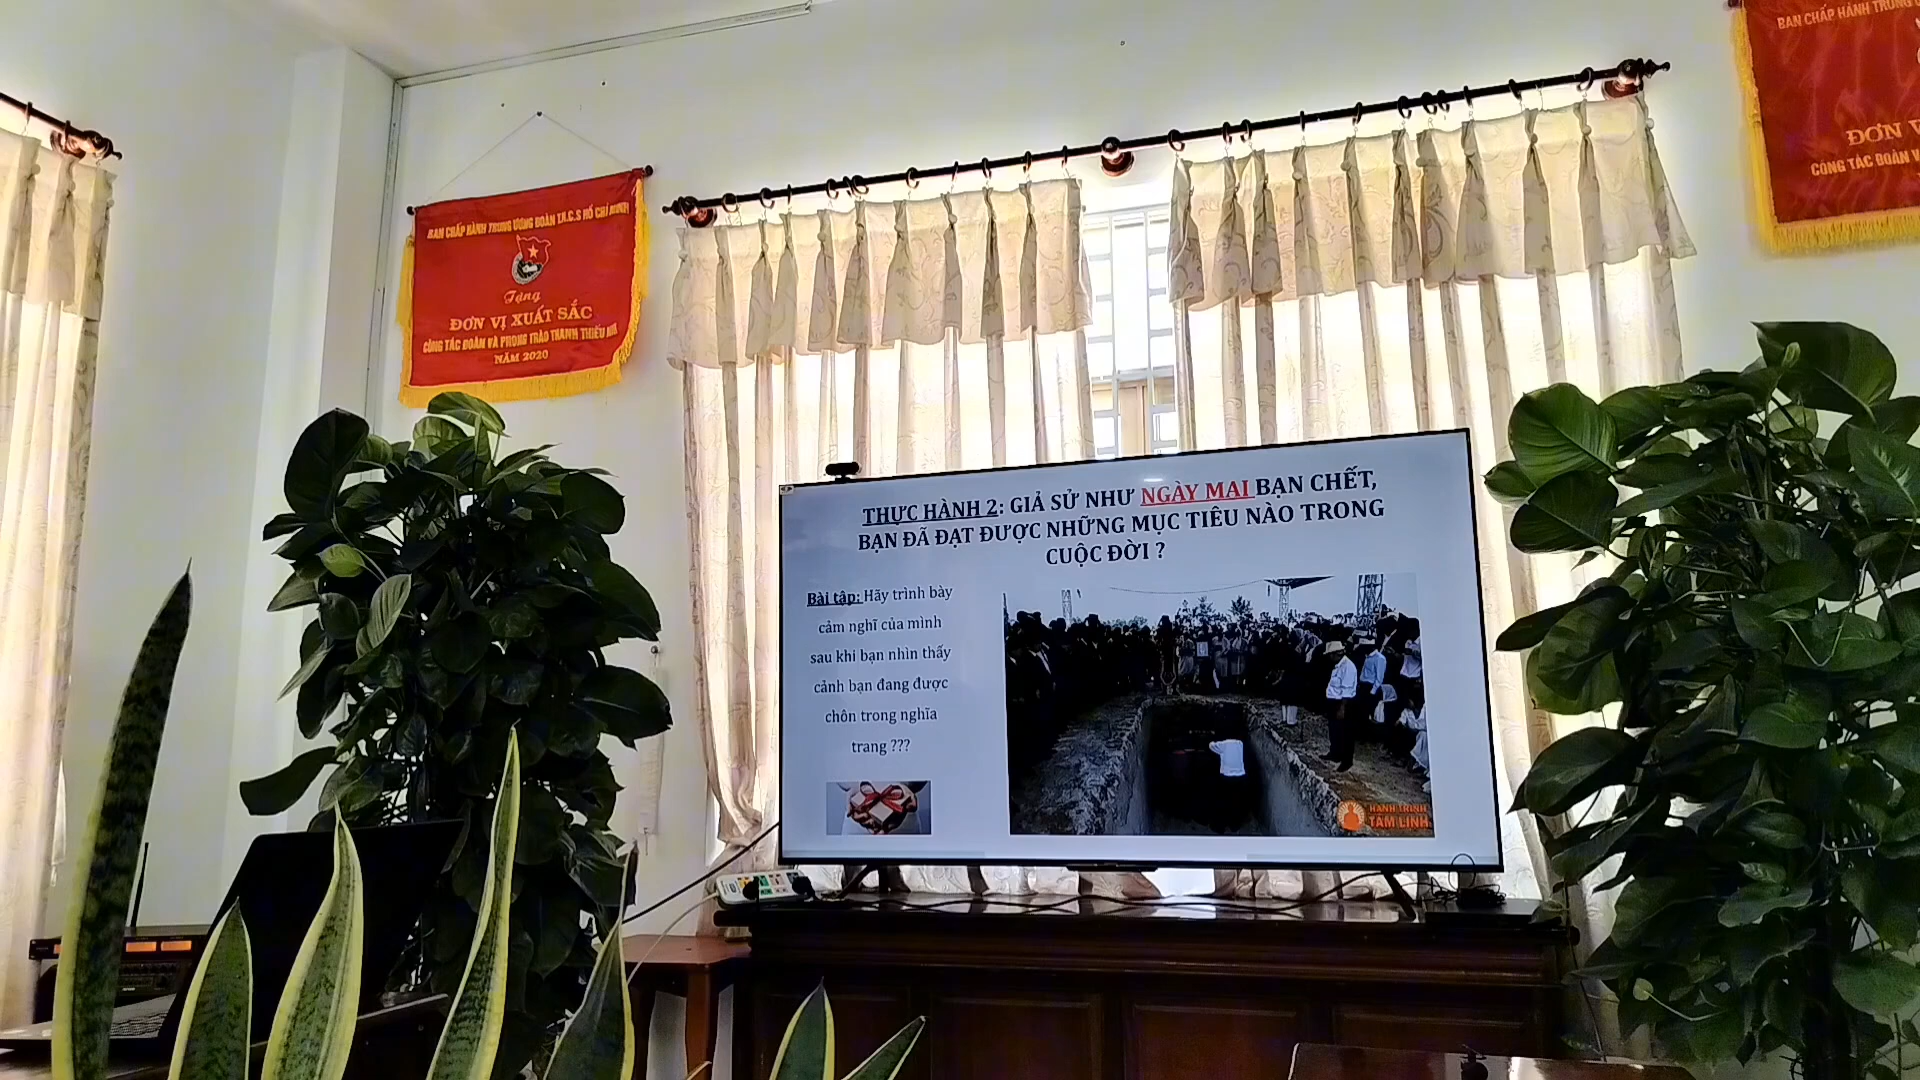 BAN CHẤP HÀNH TRUNG ƯƠNG ĐOÀN T.N.C.S HỒ CHÍ MINH
Tặng
ĐƠN VỊ XUẤT SẮC
CÔNG TÁC ĐOÀN VÀ PHONG TRÀO THANH THIẾU NHI
NĂM 2020
BAN CHẤP HÀNH TRUNG
ĐƠN V
CÔNG TÁC ĐOÀN V
THỰC HÀNH 2: GIẢ SỬ NHƯ NGÀY MAI BẠN CHẾT,
BẠN ĐÃ ĐẠT ĐƯỢC NHỮNG MỤC TIÊU NÀO TRONG
CUỘC ĐỜI ?
Bài tập: Hãy trình bày
cảm nghĩ của mình
sau khi bạn nhìn thấy
cảnh bạn đang được
chôn trong nghĩa
trang ???
HÀNH TRÌNH
TÂM LINH